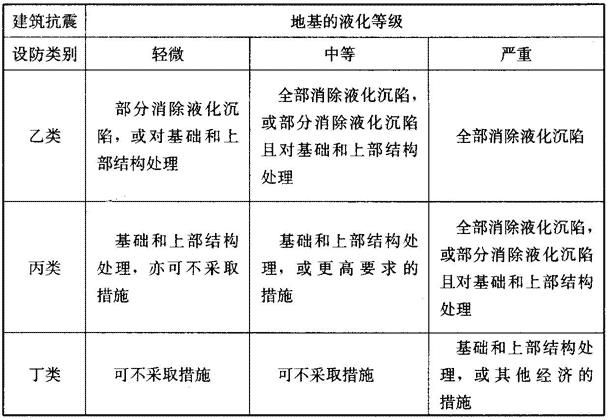 建筑抗震
设防类别
地基的液化等级
轻微
中等
严重
乙类
部分消除液化沉
陷，或对基础和上
部结构处理
全部消除液化沉陷，
或部分消除液化沉陷
且对基础和上部结构
处理
全部消除液化沉陷
丙类
基础和上部结构
处理，亦可不采取
措施
基础和上部结构处
理，或更高要求的
措施
全部消除液化沉陷，
或部分消除液化沉陷
且对基础和上部结构
处理
丁类
可不采取措施
可不采取措施
基础和上部结构处
理，或其他经济的
措施